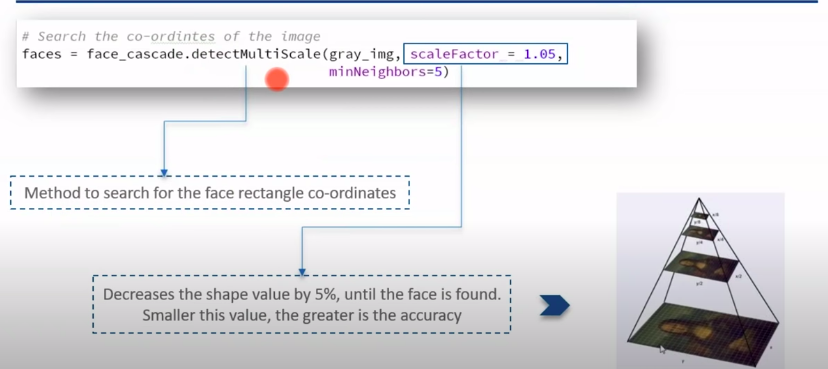 # Search the co-ordintes of the image
faces = face_cascade.detectMultiScale(gray_img, scaleFactor = 1.05,
minNeighbors=5)
Method to search for the face rectangle co-ordinates
Decreases the shape value by 5%, until the face is found.
Smaller this value, the greater is the accuracy